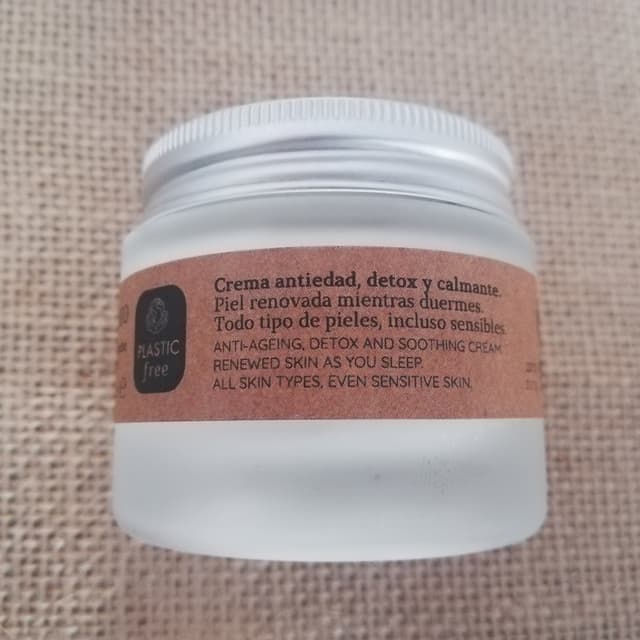 PLASTIC
free
Crema antiedad, detox y calmante.
Piel renovada mientras duermes.
Todo tipo de pieles, incluso sensibles.
ANTI-AGEING, DETOX AND SOOTHING CREAM
RENEWED SKIN AS YOU SLEEP.
ALL SKIN TYPES, EVEN SENSITIVE SKIN.